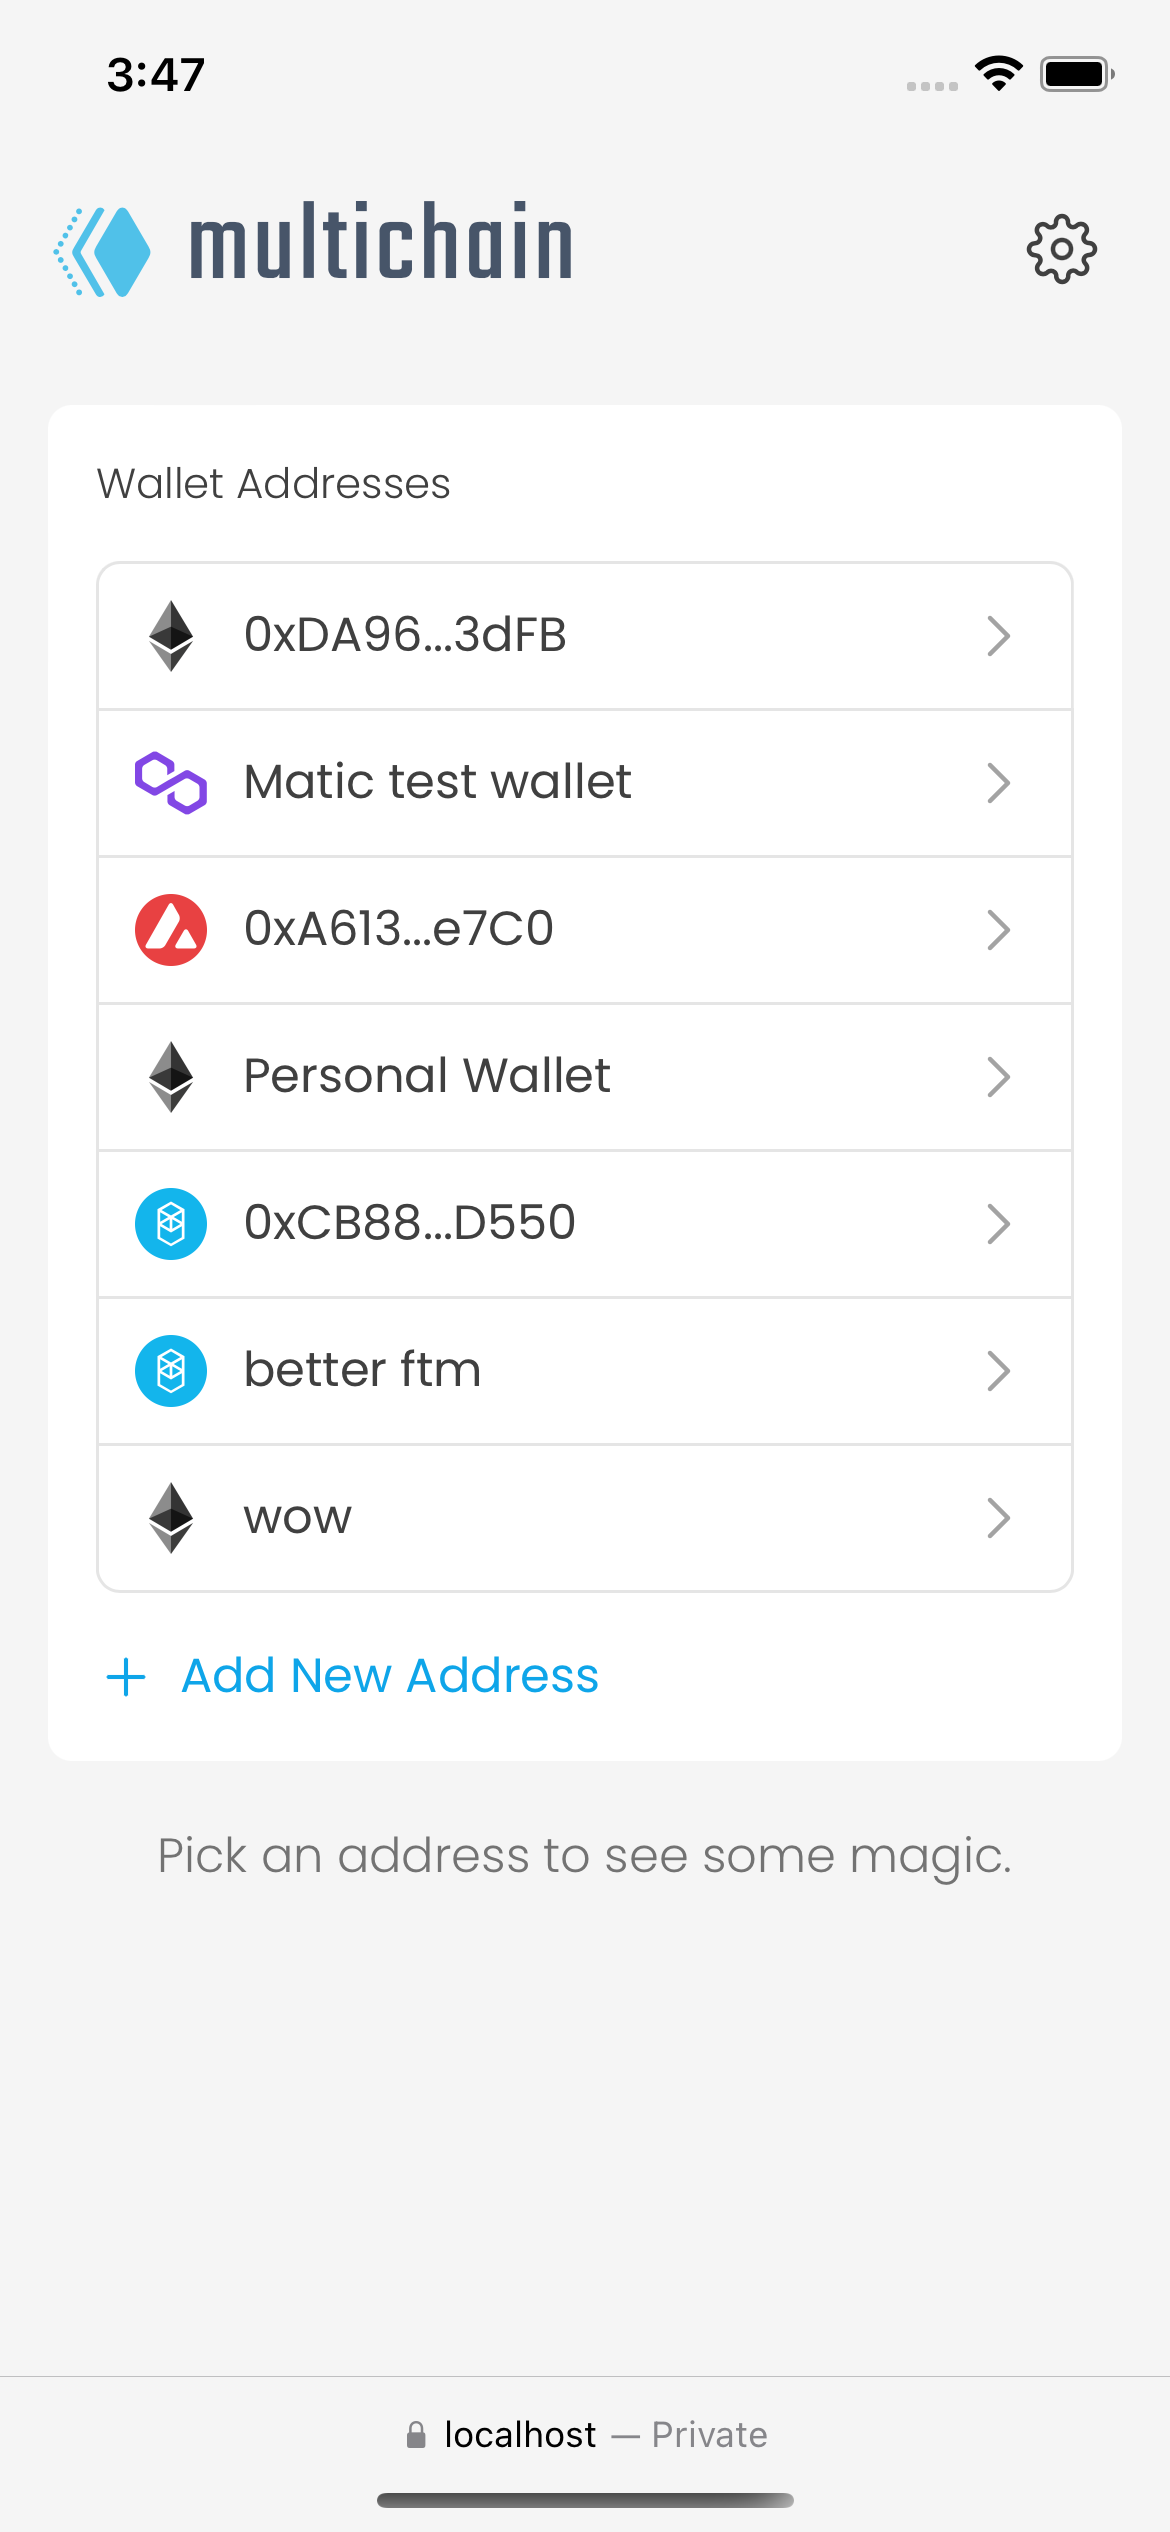 3:47
multichain
Wallet Addresses
0xDA96...3dFB
Matic test wallet
0xA613...e7C0
Personal Wallet
0xCB88...D550
better ftm
wow
+ Add New Address
Pick an address to see some magic.
localhost — Private